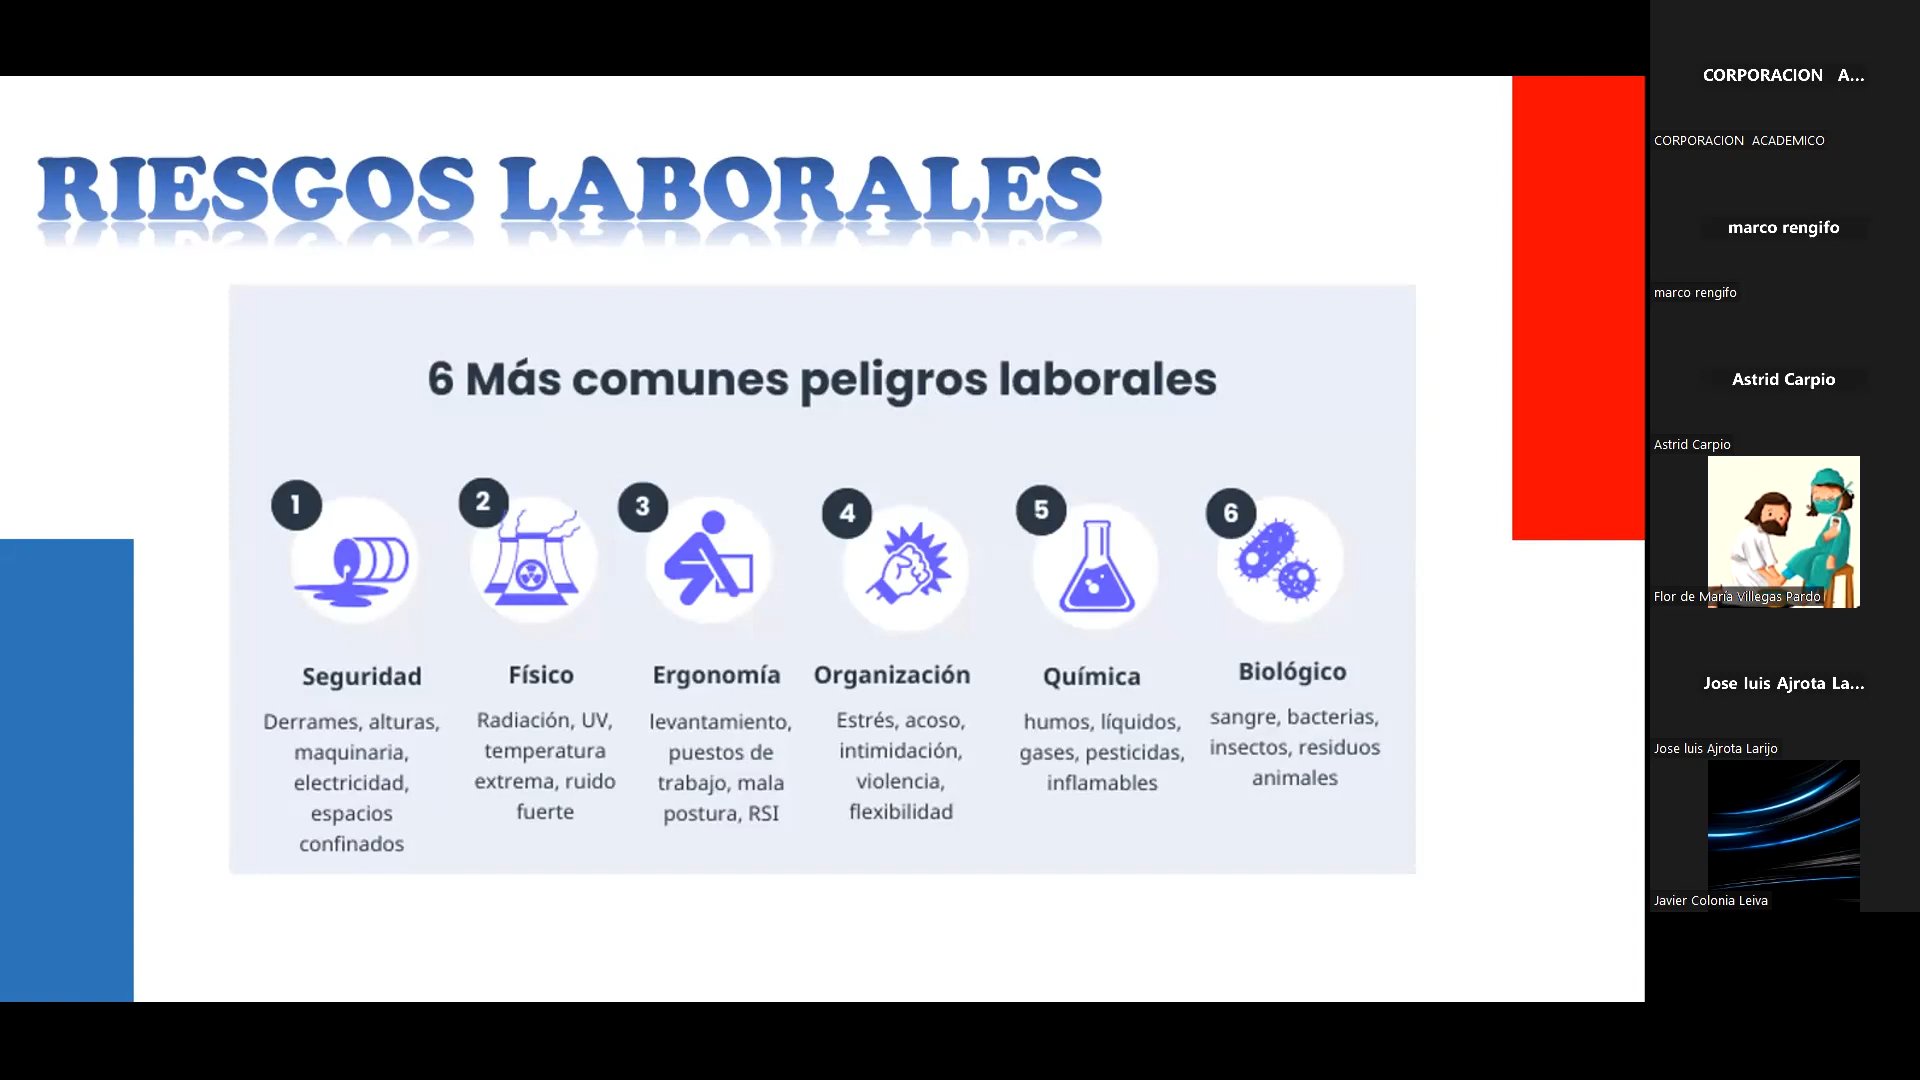 RIESGOS LABORALES
6 Más comunes peligros laborales
1
Seguridad
Derrames, alturas,
maquinaria,
electricidad,
espacios
confinados
2
Físico
Radiación, UV,
temperatura
extrema, ruido
fuerte
3
Ergonomía
levantamiento,
puestos de
trabajo, mala
postura, RSI
4
Organización
Estrés, acoso,
intimidación,
violencia,
flexibilidad
5
Química
humos, líquidos,
gases, pesticidas,
inflamables
6
Biológico
sangre, bacterias,
insectos, residuos
animales
CORPORACION A...
CORPORACION ACADEMICO
marco rengifo
marco rengifo
Astrid Carpio
Astrid Carpio
Flor de María Villegas Pardo
Jose luis Ajrota La...
Jose luis Ajrota Larijo
Javier Colonia Leiva